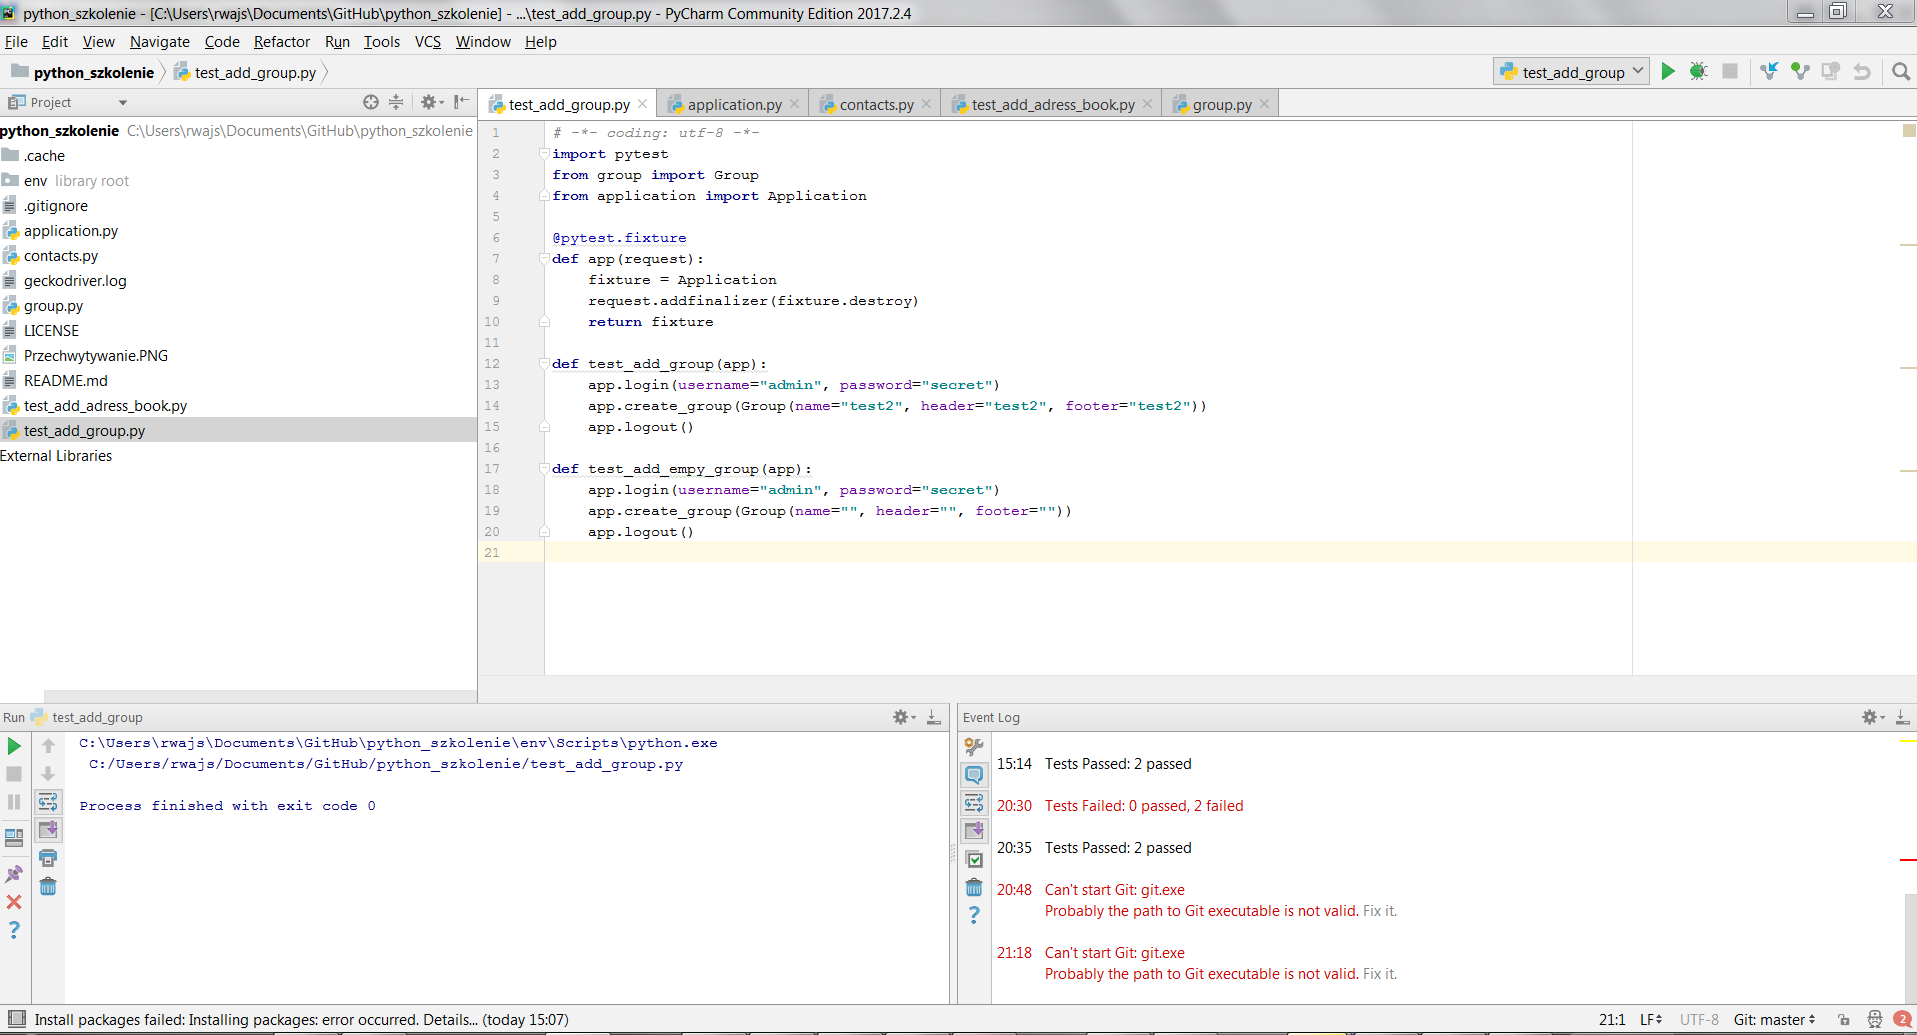 python_szkolenie - [C:\Users\rwajs\Documents\GitHub\python_szkolenie] - ...\test_add_group.py - PyCharm Community Edition 2017.2.4
File Edit View Navigate Code Refactor Run Tools VCS Window Help
python_szkolenie test_add_group.py test_add_group
Project
test_add_group.py application.py contacts.py test_add_adress_book.py group.py
python_szkolenie C:\Users\rwajs\Documents\GitHub\python_szkolenie
.cache
env library root
.gitignore
application.py
contacts.py
geckodriver.log
group.py
LICENSE
Przechwytywanie.PNG
README.md
test_add_adress_book.py
test_add_group.py
External Libraries
1 # -*- coding: utf-8 -*-
2 import pytest
3 from group import Group
4 from application import Application
5
6 @pytest.fixture
7 def app(request):
8 fixture = Application
9 request.addfinalizer(fixture.destroy)
10 return fixture
11
12 def test_add_group(app):
13 app.login(username="admin", password="secret")
14 app.create_group(Group(name="test2", header="test2", footer="test2"))
15 app.logout()
16
17 def test_add_empy_group(app):
18 app.login(username="admin", password="secret")
19 app.create_group(Group(name="", header="", footer=""))
20 app.logout()
21
Run test_add_group
C:\Users\rwajs\Documents\GitHub\python_szkolenie\env\Scripts\python.exe
C:/Users/rwajs/Documents/GitHub/python_szkolenie/test_add_group.py
Process finished with exit code 0
Event Log
15:14 Tests Passed: 2 passed
20:30 Tests Failed: 0 passed, 2 failed
20:35 Tests Passed: 2 passed
20:48 Can't start Git: git.exe
Probably the path to Git executable is not valid. Fix it.
21:18 Can't start Git: git.exe
Probably the path to Git executable is not valid. Fix it.
Install packages failed: Installing packages: error occurred. Details... (today 15:07)
21:1 LF UTF-8 Git: master 2